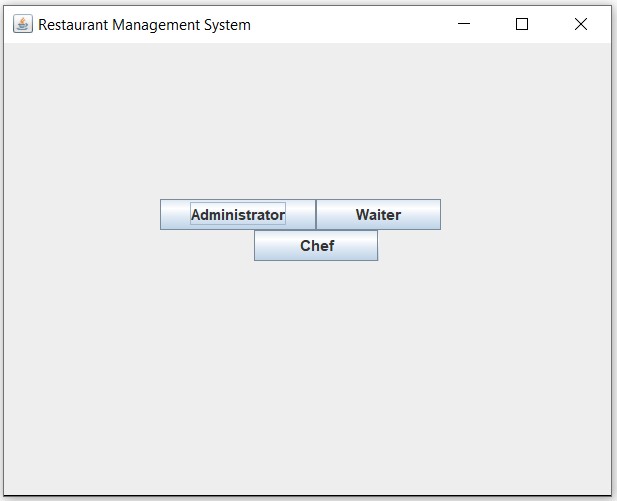 Restaurant Management System
Administrator Waiter
Chef